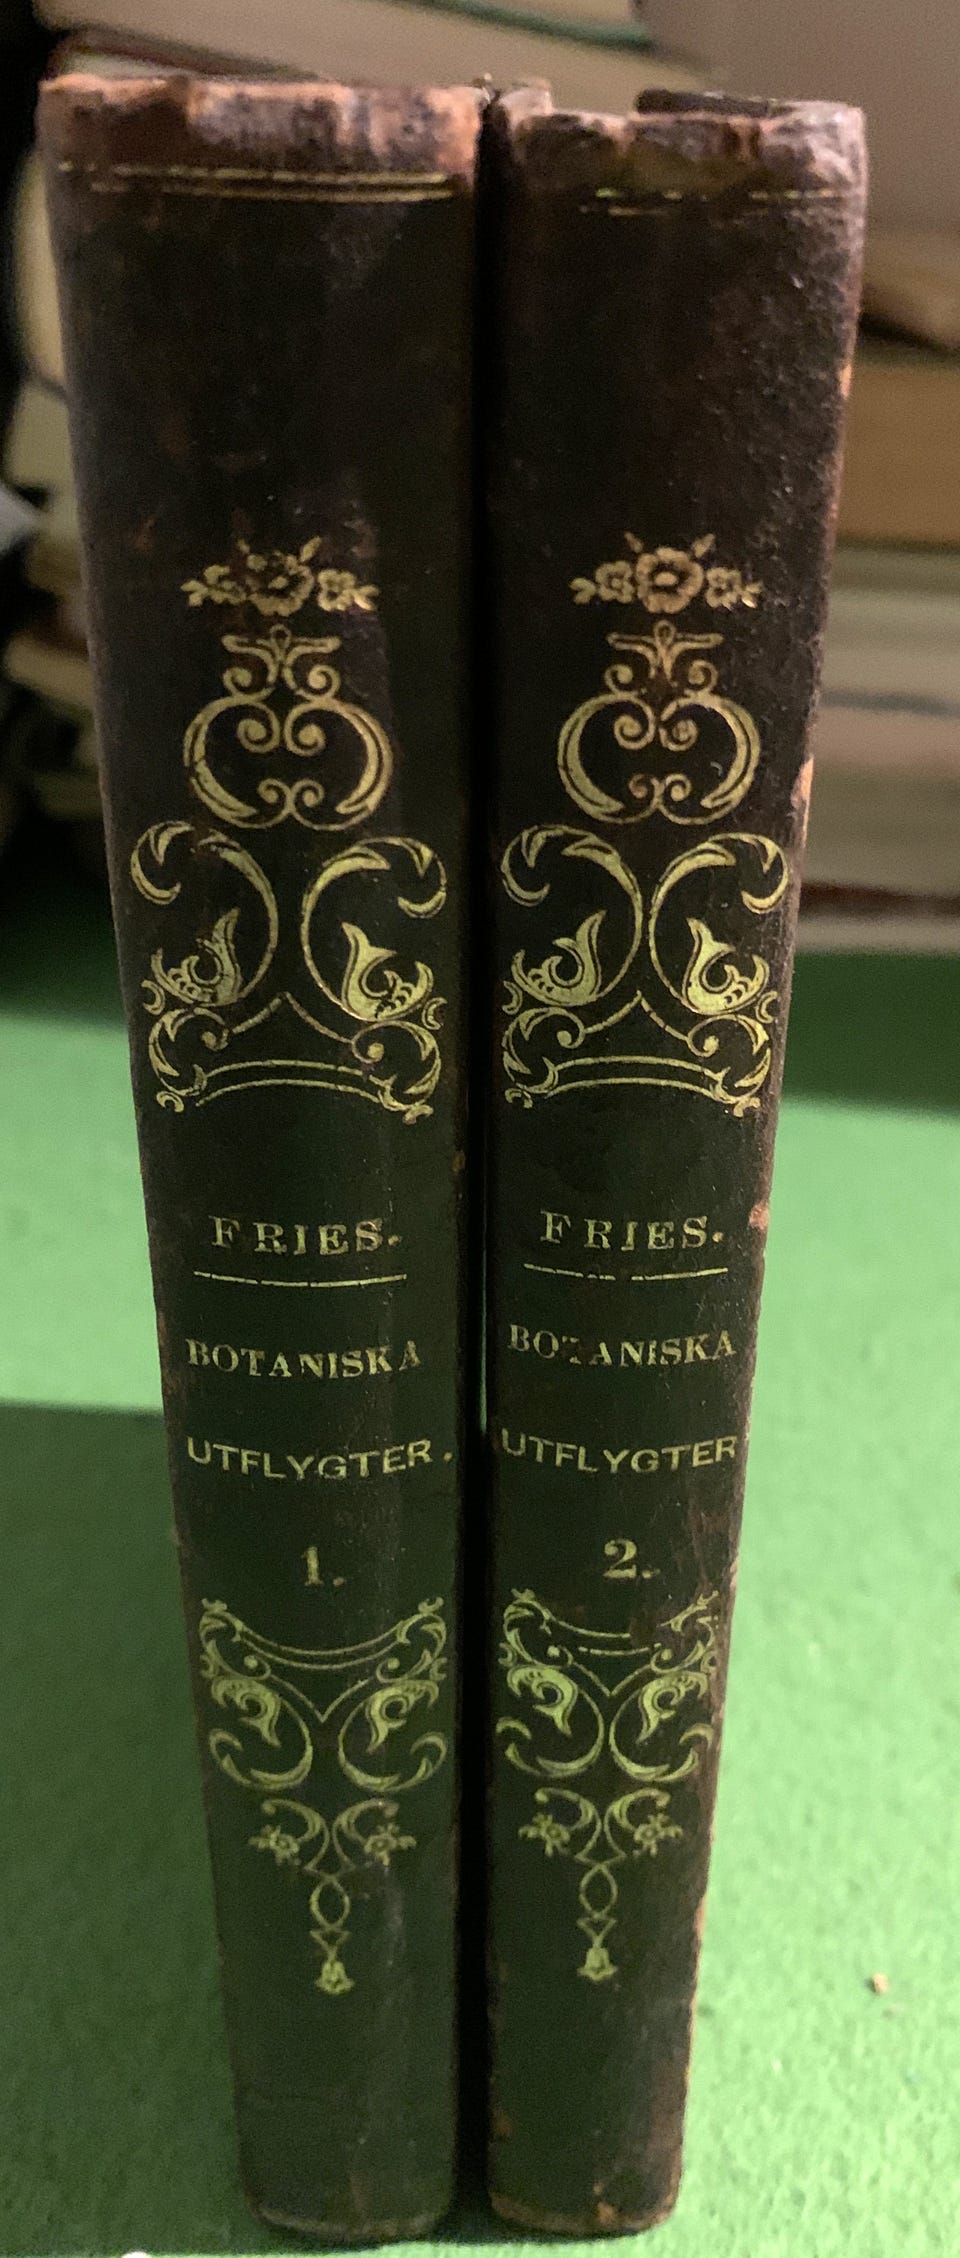 FRIES.
BOTANISKA
UTFLYGTER.
1.
FRIES.
BOTANISKA
UTFLYGTER
2.